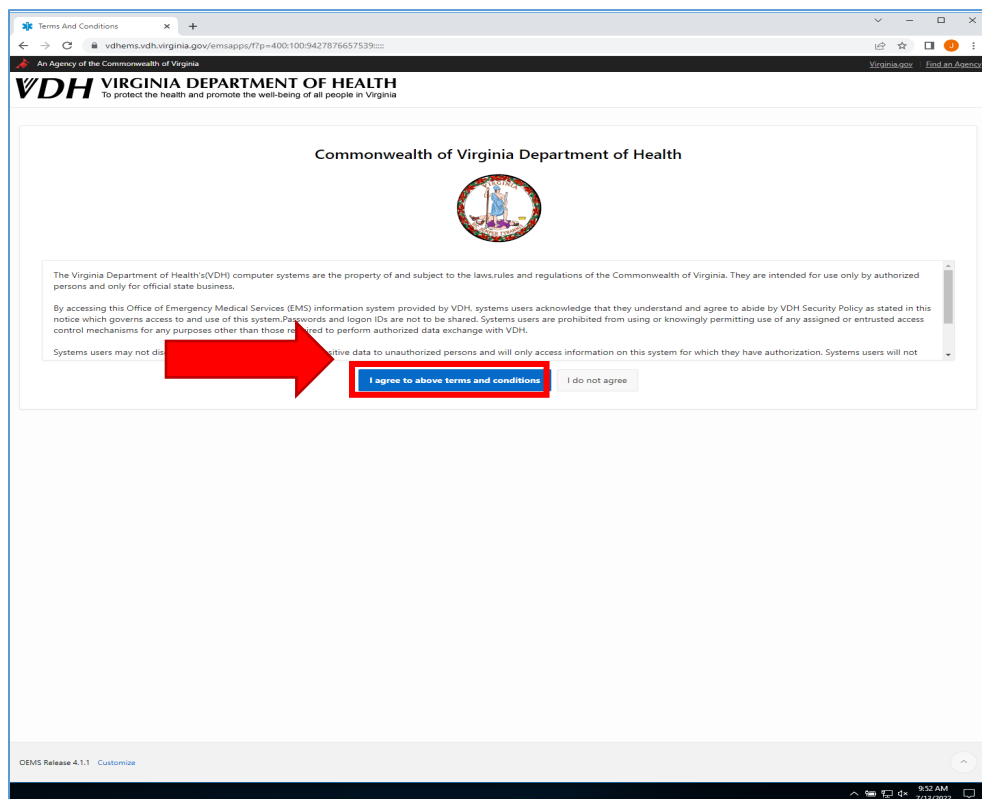 Terms And Conditions
vdhems.vdh.virginia.gov/emsapps/f?p=400:100:9427876657539:::::
J
An Agency of the Commonwealth of Virginia
Virginia.gov
Find an Agency
VDH VIRGINIA DEPARTMENT OF HEALTH
To protect the health and promote the well-being of all people in Virginia
Commonwealth of Virginia Department of Health
VIRGINIA
The Virginia Department of Health's(VDH) computer systems are the property of and subject to the laws,rules and regulations of the Commonwealth of Virginia. They are intended for use only by authorized
persons and only for official state business.
By accessing this Office of Emergency Medical Services (EMS) information system provided by VDH, systems users acknowledge that they understand and agree to abide by VDH Security Policy as stated in this
notice which governs access to and use of this system.Passwords and logon IDs are not to be shared. Systems users are prohibited from using or knowingly permitting use of any assigned or entrusted access
control mechanisms for any purposes other than those required to perform authorized data exchange with VDH.
Systems users may not data to unauthorized persons and will only access information on this system for which they have authorization. Systems users will not
I agree to above terms and conditions
I do not agree
OEMS Release 4.1.1 Customize
9:52 AM
7/13/2022